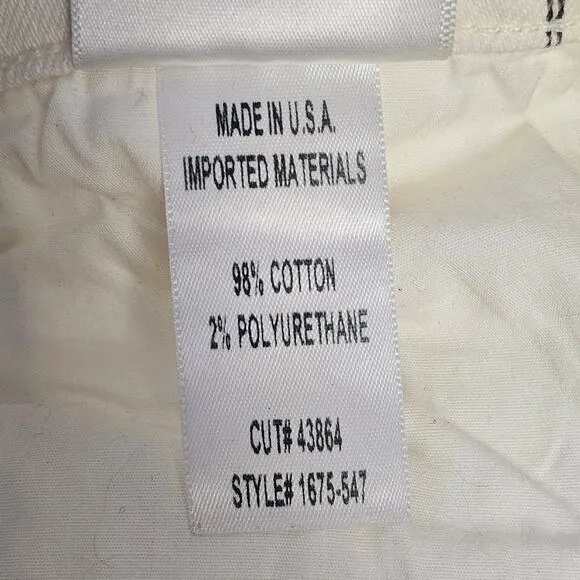 MADE IN U.S.A.
IMPORTED MATERIALS
98% COTTON
2% POLYURETHANE
CUT# 43864
STYLE# 1675-547